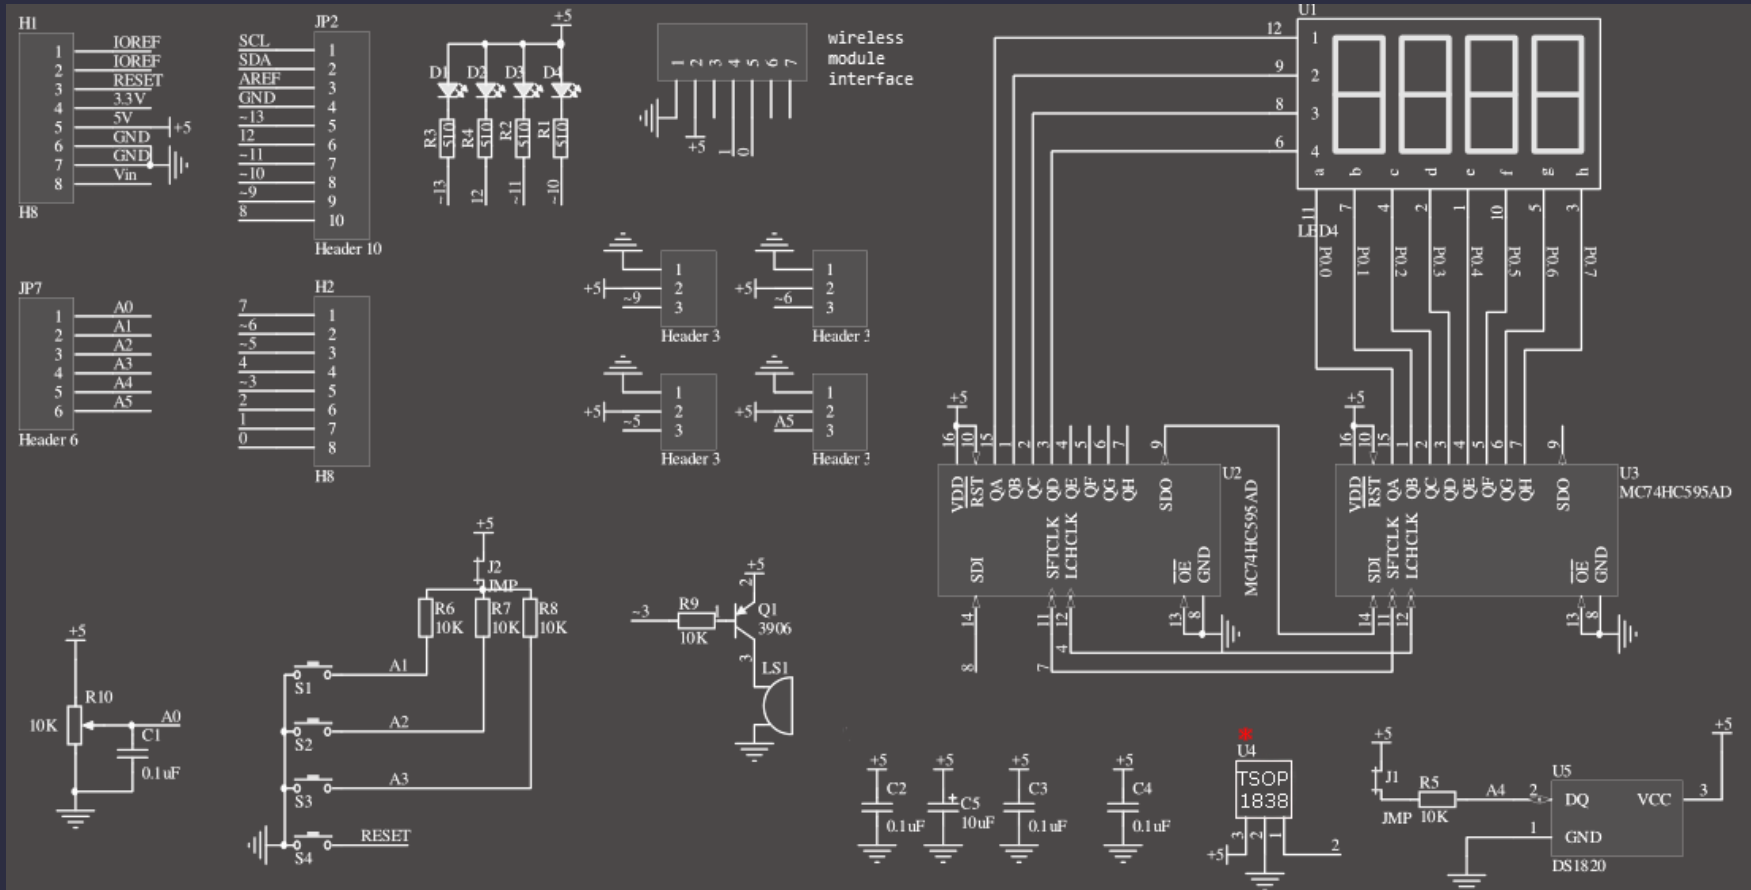 H1
1 IOREF
2 IOREF
3 RESET
4 3.3V
5 5V +5
6 GND
7 GND
8 Vin
H8
JP2
SCL 1
SDA 2
AREF 3
GND 4
~13 5
12 6
~11 7
~10 8
~9 9
8 10
Header 10
+5
D1 D2 D3 D4
R3 510 R4 510 R2 510 R1 510
~13 12 ~11 ~10
1 2 3 4 5 6 7
+5
1 0
wireless
module
interface
JP7
1 A0
2 A1
3 A2
4 A3
5 A4
6 A5
Header 6
H2
7 1
~6 2
~5 3
4 4
~3 5
2 6
1 7
0 8
H8
1
+5 2
~9 3
Header 3
1
+5 2
~6 3
Header 3
1
+5 2
~5 3
Header 3
1
+5 2
A5 3
Header 3
U1
12 1
9 2
8 3
6 4
a b c d e f g h
11 7 4 2 1 10 5 3
LED4
P0.0 P0.1 P0.2 P0.3 P0.4 P0.5 P0.6 P0.7
+5
16 10 15 1 2 3 4 5 6 7 9
VDD RST QA QB QC QD QE QF QG QH SDO
SDI SFTCLK LCHCLK OE GND
14 11 12 13 8
8 7 4
U2
MC74HC595AD
+5
16 10 15 1 2 3 4 5 6 7 9
VDD RST QA QB QC QD QE QF QG QH SDO
SDI SFTCLK LCHCLK OE GND
14 11 12 13 8
U3
MC74HC595AD
+5
R10
10K
A0
C1
0.1uF
+5
J2
JMP
R6
10K
R7
10K
R8
10K
A1
S1
A2
S2
A3
S3
RESET
S4
~3
R9
10K
1
+5
2
Q1
3906
3
LS1
+5
C2
0.1uF
+5
+
C5
10uF
+5
C3
0.1uF
+5
C4
0.1uF
*
U4
TSOP
1838
3 2 1
+5
2
+5
J1
JMP
R5
10K
A4
U5
2 DQ VCC 3
1 GND
DS1820
+5